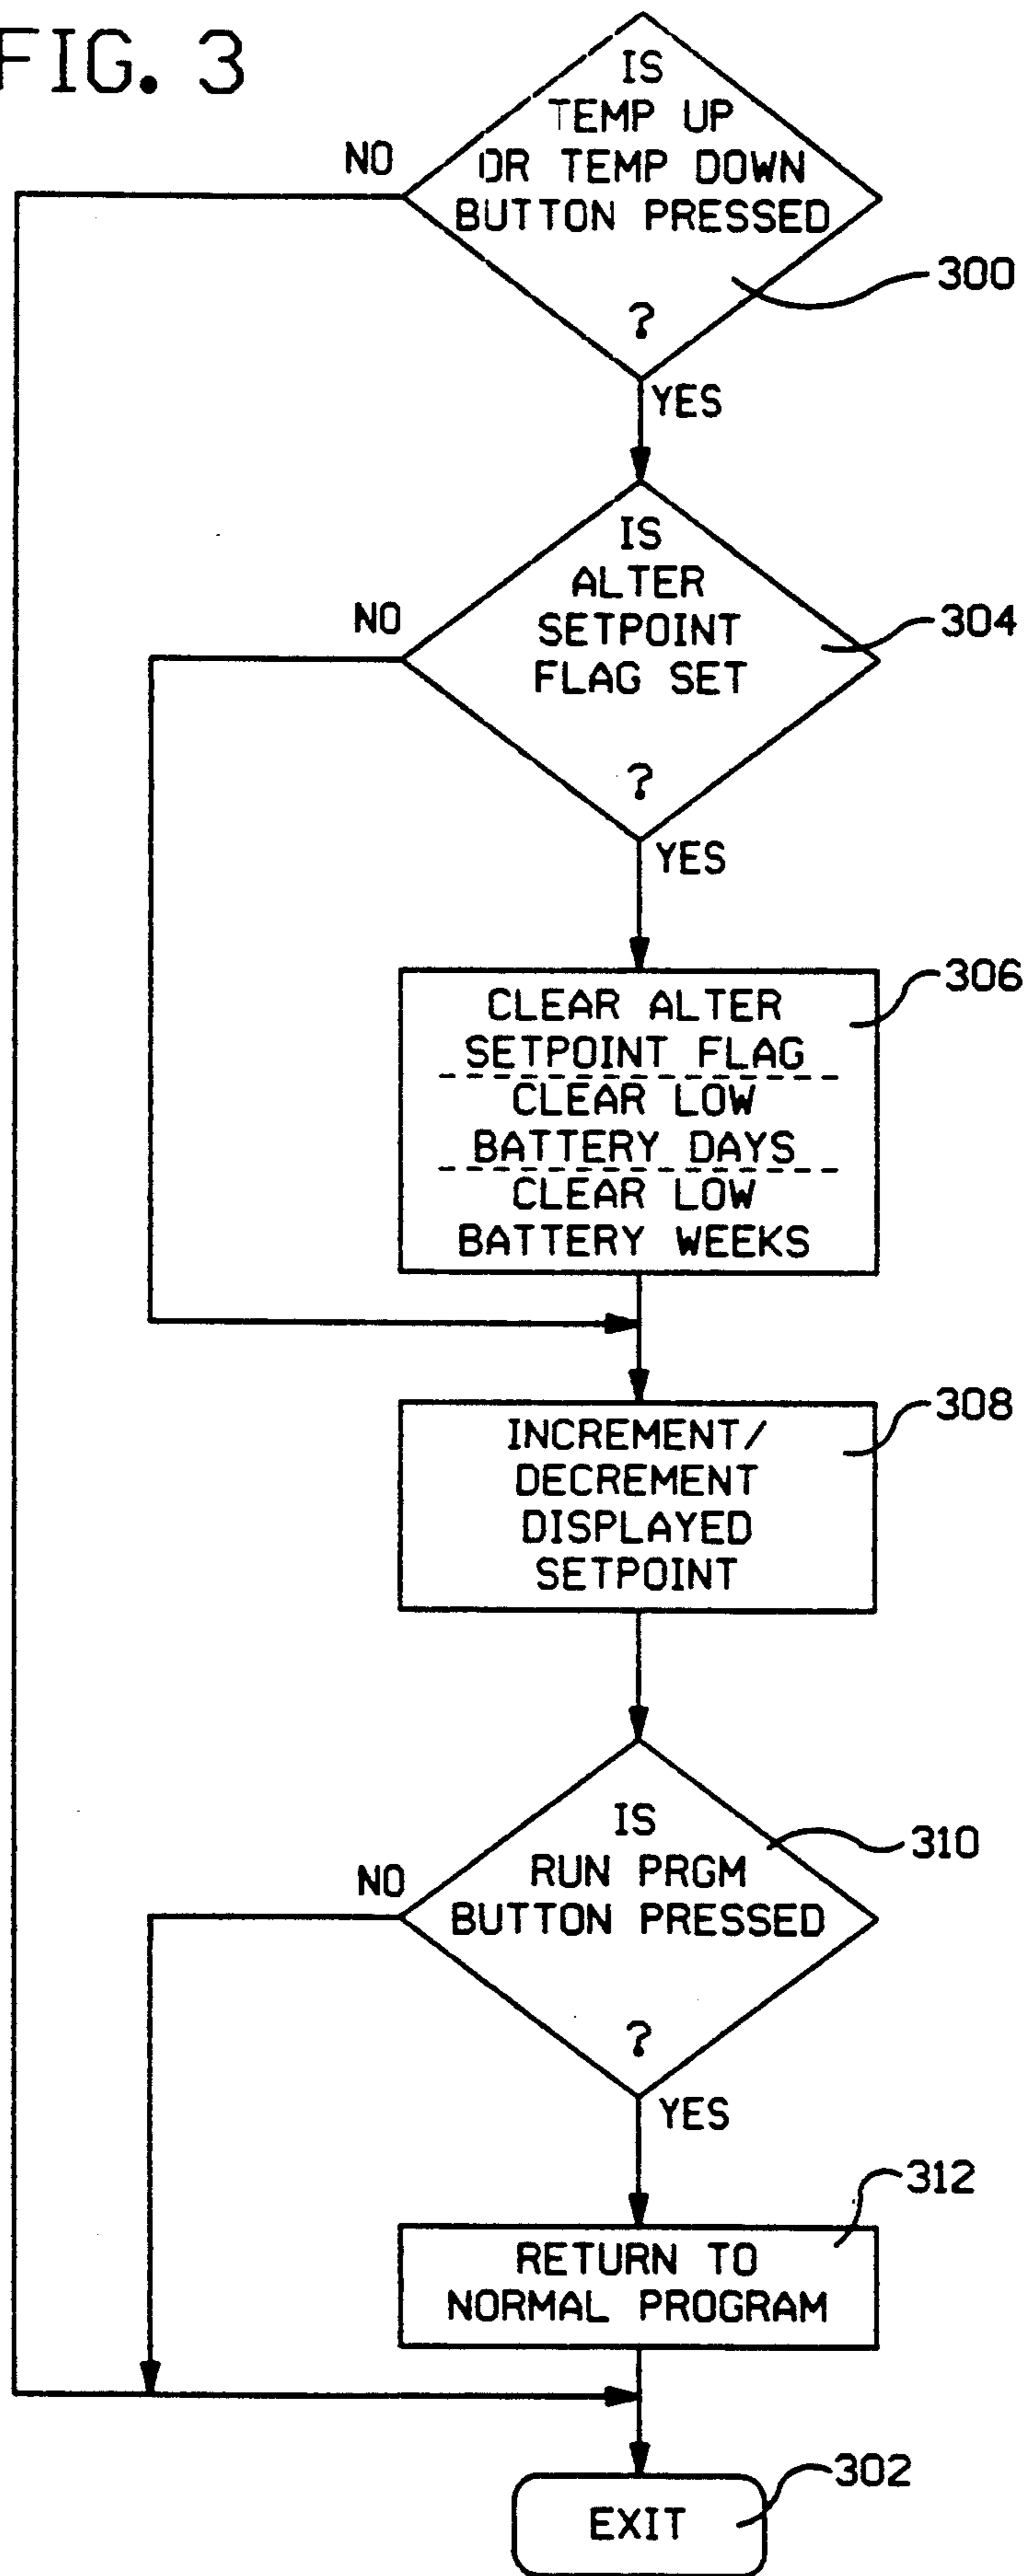 FIG. 3
IS
TEMP UP
OR TEMP DOWN
BUTTON PRESSED
?
NO
300
YES
IS
ALTER
SETPOINT
FLAG SET
?
NO
304
YES
306
CLEAR ALTER
SETPOINT FLAG
CLEAR LOW
BATTERY DAYS
CLEAR LOW
BATTERY WEEKS
308
INCREMENT/
DECREMENT
DISPLAYED
SETPOINT
IS
RUN PRGM
BUTTON PRESSED
?
NO
310
YES
312
RETURN TO
NORMAL PROGRAM
302
EXIT